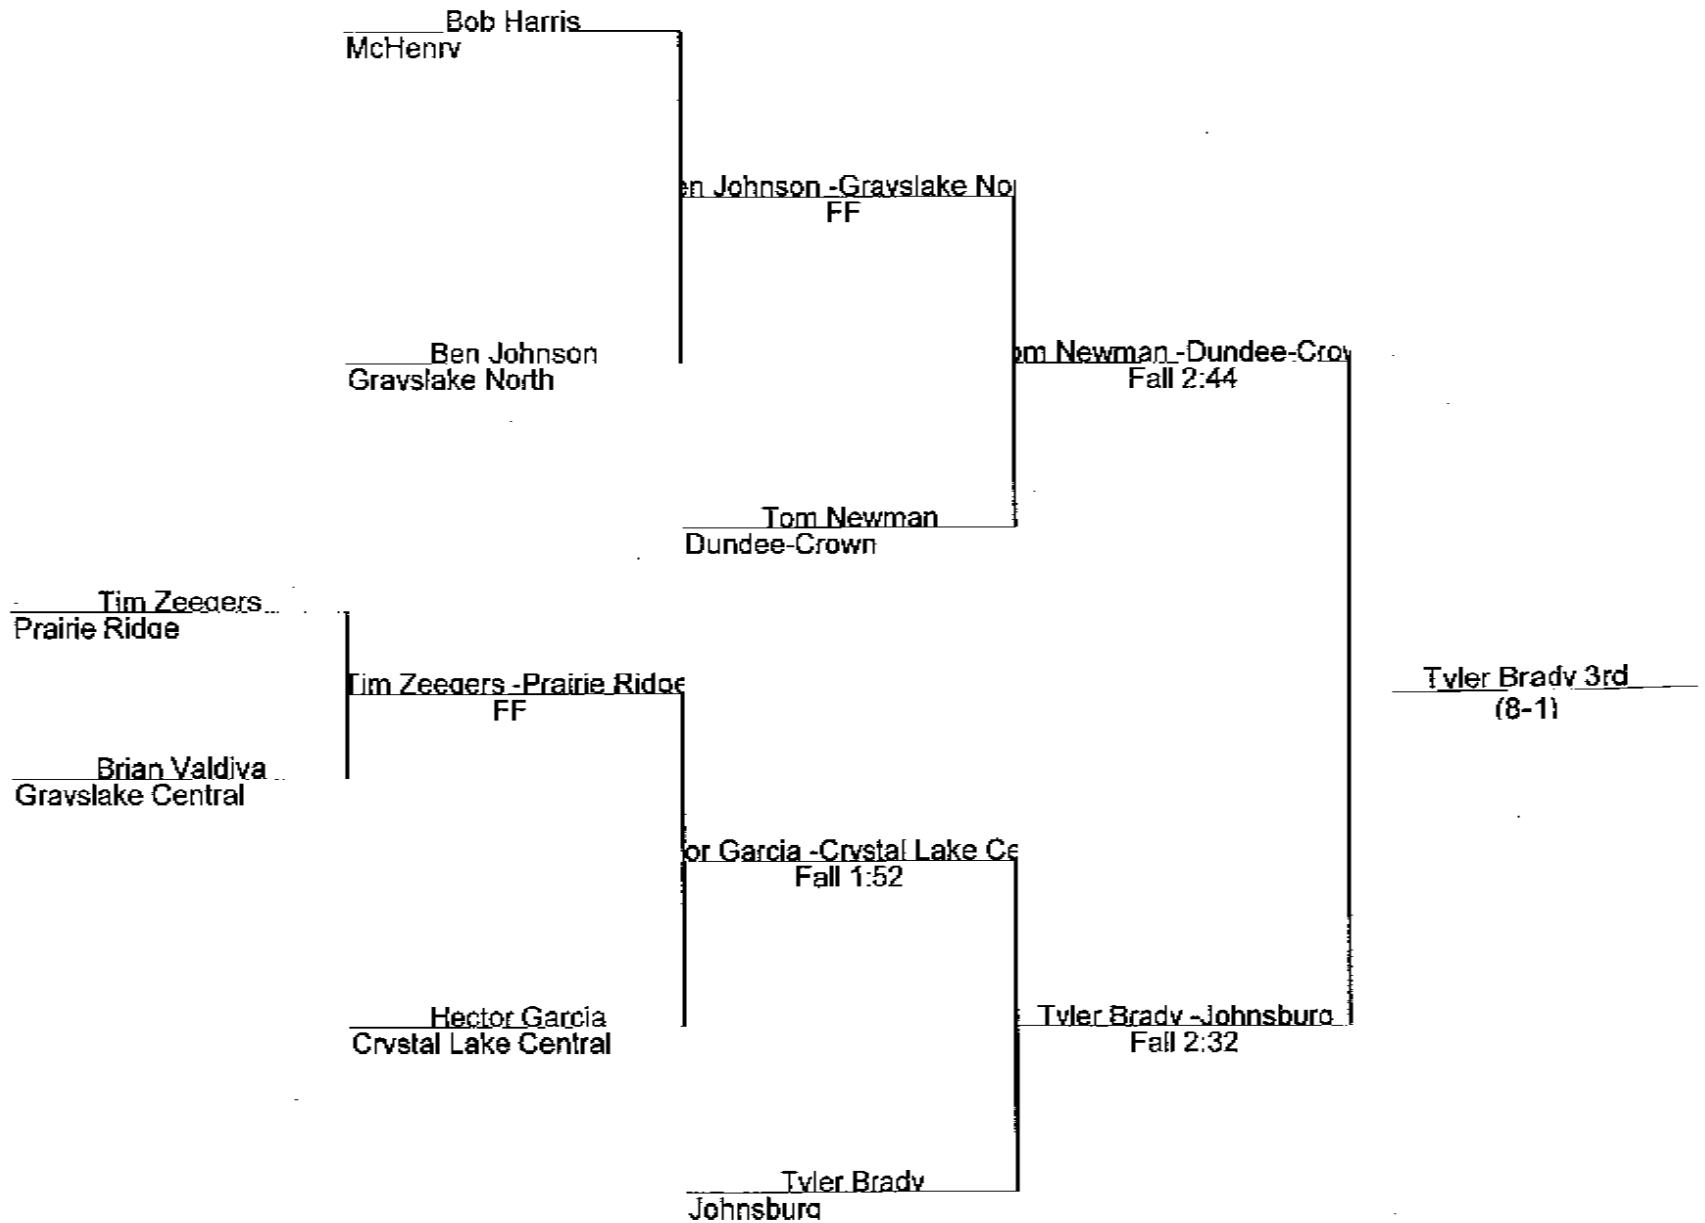 Bob Harris
McHenry
en Johnson -Grayslake No
FF
Ben Johnson
Grayslake North
om Newman -Dundee-Crow
Fall 2:44
Tom Newman
Dundee-Crown
Tim Zeegers
Prairie Ridge
Tim Zeegers -Prairie Ridge
FF
Tyler Brady 3rd
(8-1)
Brian Valdiva
Grayslake Central
or Garcia -Crystal Lake Ce
Fall 1:52
Hector Garcia
Crystal Lake Central
Tyler Brady -Johnsburg
Fall 2:32
Tyler Brady
Johnsburg